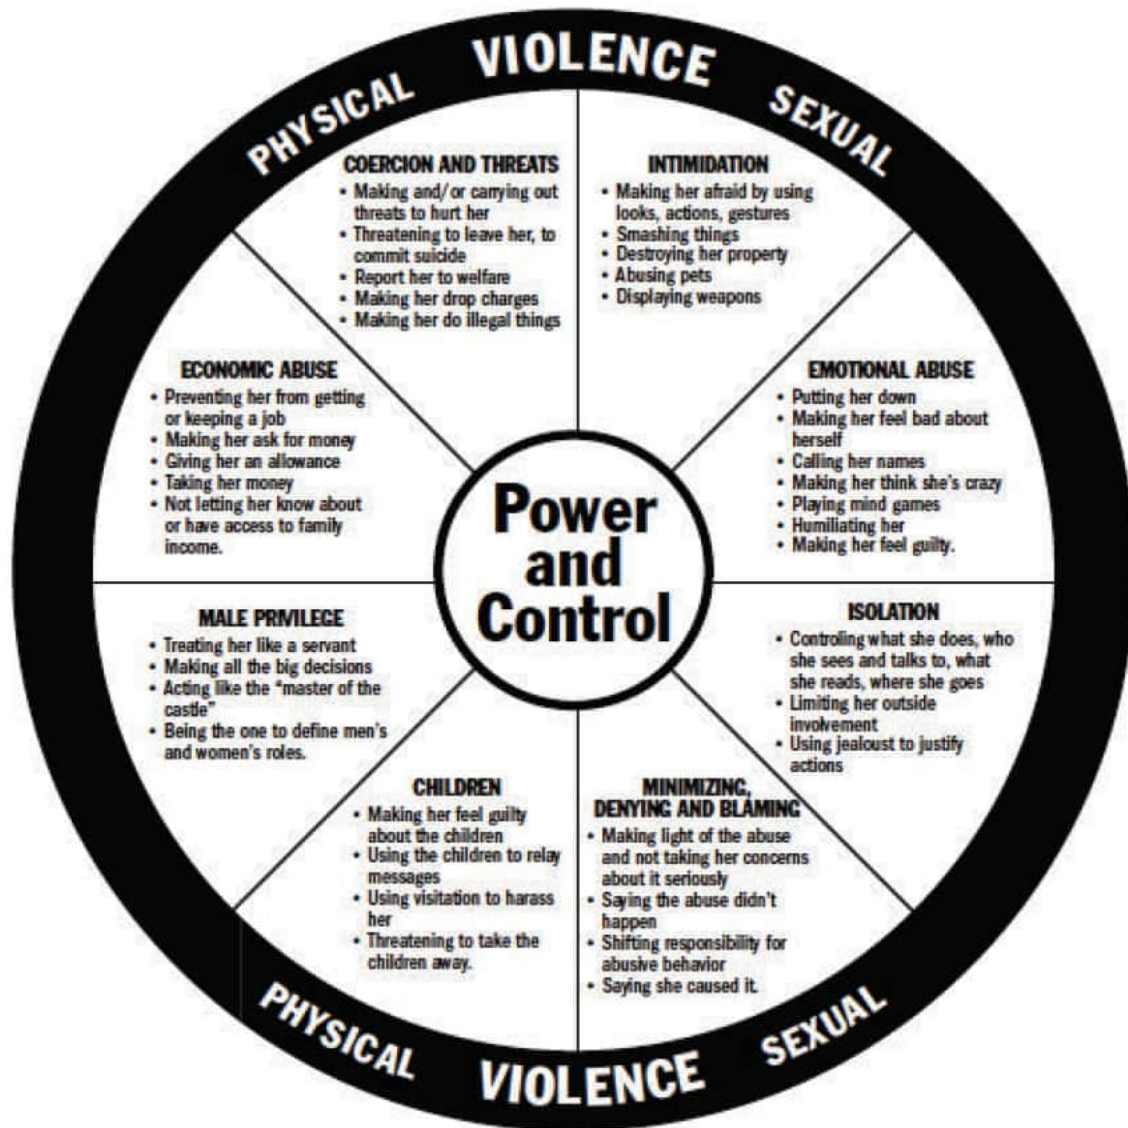 PHYSICAL VIOLENCE SEXUAL
COERCION AND THREATS
• Making and/or carrying out
threats to hurt her
• Threatening to leave her, to
commit suicide
• Report her to welfare
• Making her drop charges
• Making her do illegal things
INTIMIDATION
• Making her afraid by using
looks, actions, gestures
• Smashing things
• Destroying her property
• Abusing pets
• Displaying weapons
ECONOMIC ABUSE
• Preventing her from getting
or keeping a job
• Making her ask for money
• Giving her an allowance
• Taking her money
• Not letting her know about
or have access to family
income.
EMOTIONAL ABUSE
• Putting her down
• Making her feel bad about
herself
• Calling her names
• Making her think she's crazy
• Playing mind games
• Humiliating her
• Making her feel guilty.
Power
and
Control
MALE PRIVILEGE
• Treating her like a servant
• Making all the big decisions
• Acting like the "master of the
castle"
• Being the one to define men's
and women's roles.
ISOLATION
• Controling what she does, who
she sees and talks to, what
she reads, where she goes
• Limiting her outside
involvement
• Using jealoust to justify
actions
CHILDREN
• Making her feel guilty
about the children
• Using the children to relay
messages
• Using visitation to harass
her
• Threatening to take the
children away.
MINIMIZING,
DENYING AND BLAMING
• Making light of the abuse
and not taking her concerns
about it seriously
• Saying the abuse didn't
happen
• Shifting responsibility for
abusive behavior
• Saying she caused it.
PHYSICAL VIOLENCE SEXUAL